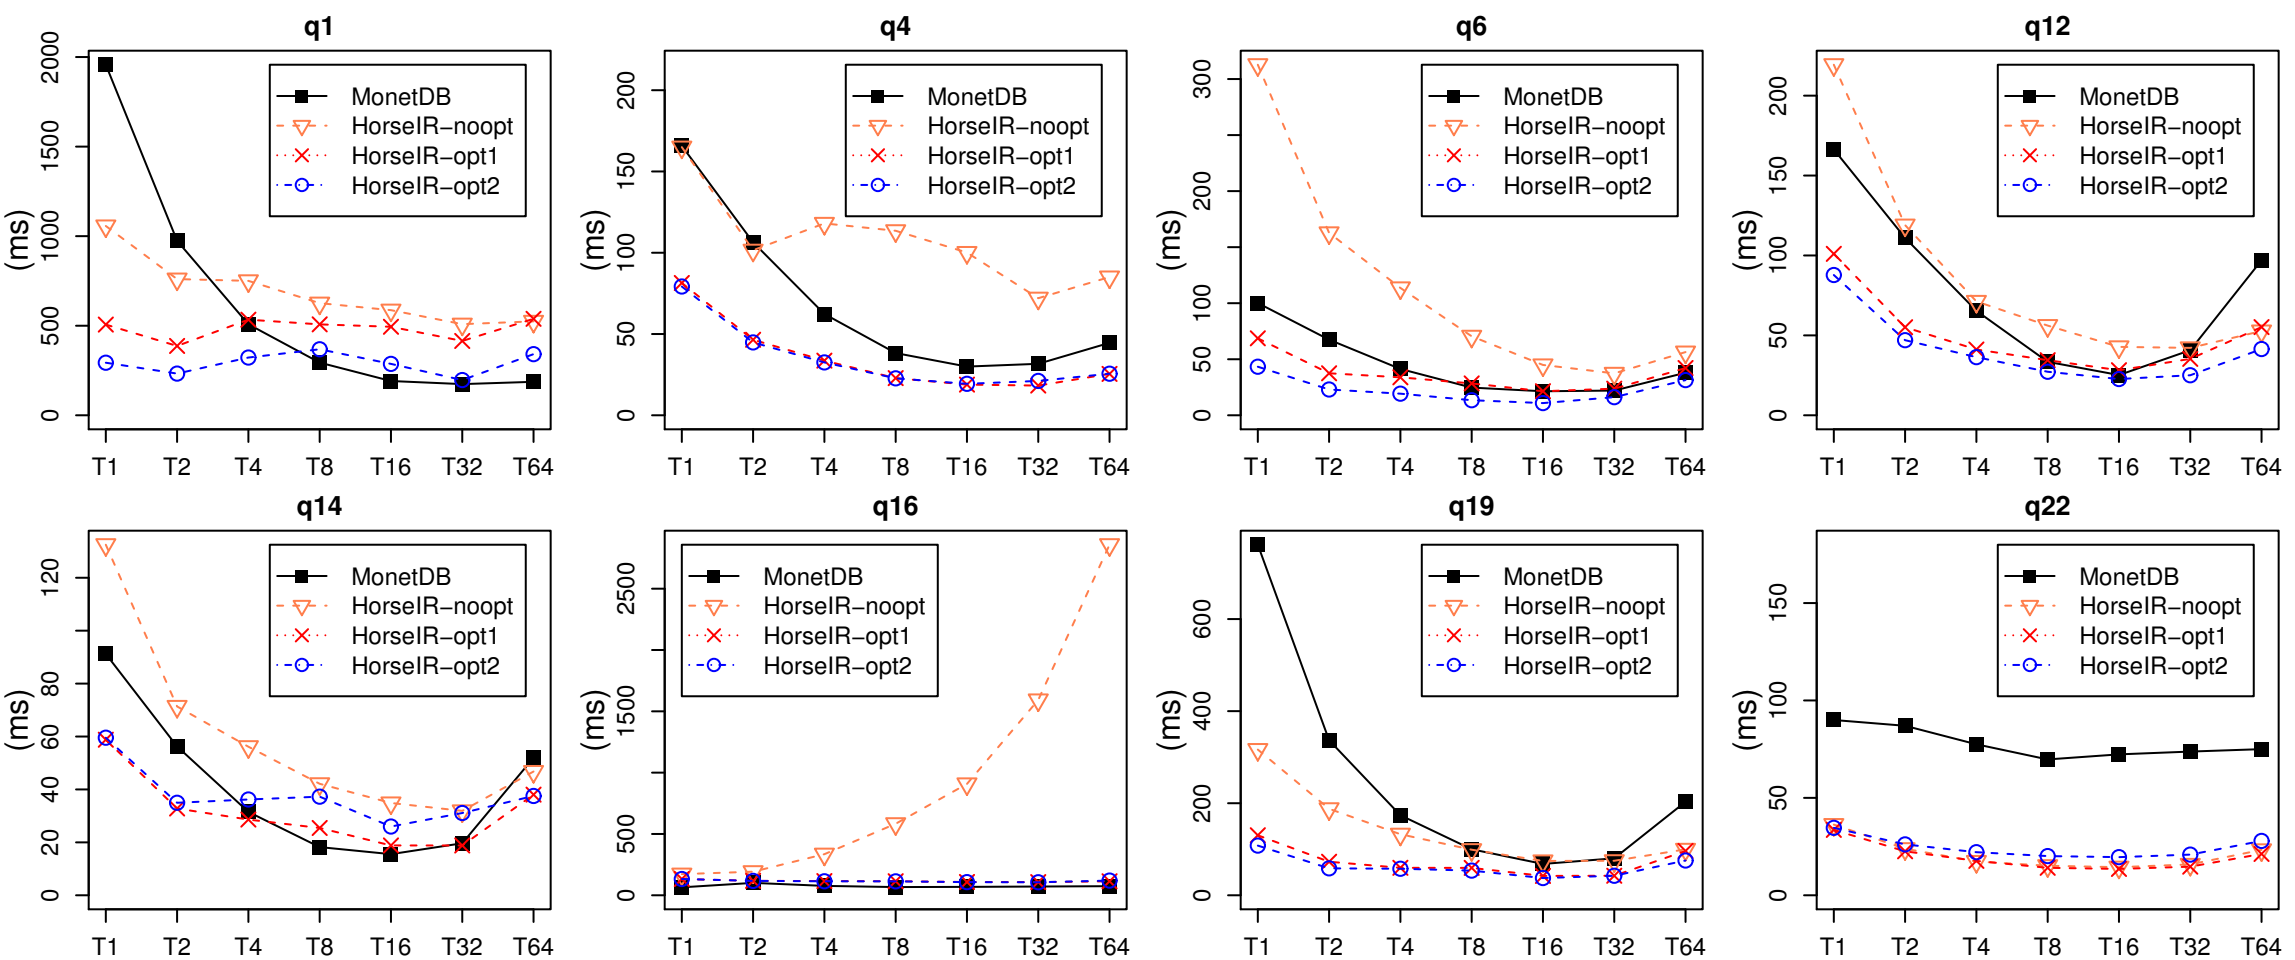 q1
(ms)
2000
1500
1000
500
0
MonetDB
HorseIR−noopt
HorseIR−opt1
HorseIR−opt2
T1 T2 T4 T8 T16 T32 T64
q4
(ms)
200
150
100
50
0
MonetDB
HorseIR−noopt
HorseIR−opt1
HorseIR−opt2
T1 T2 T4 T8 T16 T32 T64
q6
(ms)
300
200
100
50
0
MonetDB
HorseIR−noopt
HorseIR−opt1
HorseIR−opt2
T1 T2 T4 T8 T16 T32 T64
q12
(ms)
200
150
100
50
0
MonetDB
HorseIR−noopt
HorseIR−opt1
HorseIR−opt2
T1 T2 T4 T8 T16 T32 T64
q14
(ms)
120
80
60
40
20
0
MonetDB
HorseIR−noopt
HorseIR−opt1
HorseIR−opt2
T1 T2 T4 T8 T16 T32 T64
q16
(ms)
2500
1500
500
0
MonetDB
HorseIR−noopt
HorseIR−opt1
HorseIR−opt2
T1 T2 T4 T8 T16 T32 T64
q19
(ms)
600
400
200
0
MonetDB
HorseIR−noopt
HorseIR−opt1
HorseIR−opt2
T1 T2 T4 T8 T16 T32 T64
q22
(ms)
150
100
50
0
MonetDB
HorseIR−noopt
HorseIR−opt1
HorseIR−opt2
T1 T2 T4 T8 T16 T32 T64